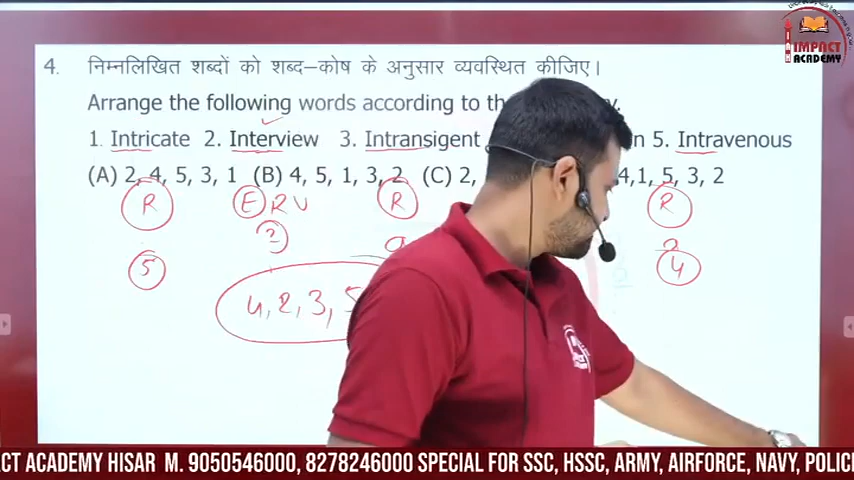 IMPACT
ACADEMY
4. निम्नलिखित शब्दों को शब्द–कोष के अनुसार व्यवस्थित कीजिए।
Arrange the following words according to
1. Intricate 2. Interview 3. Intransigent 5. Intravenous
(A) 2, 4, 5, 3, 1 (B) 4, 5, 1, 3, 2 (C) 2, 4,1, 5, 3, 2
R E R V R R
2 a a
5 4
4, 2, 3, 5
CT ACADEMY HISAR M. 9050546000, 8278246000 SPECIAL FOR SSC, HSSC, ARMY, AIRFORCE, NAVY, POLIC